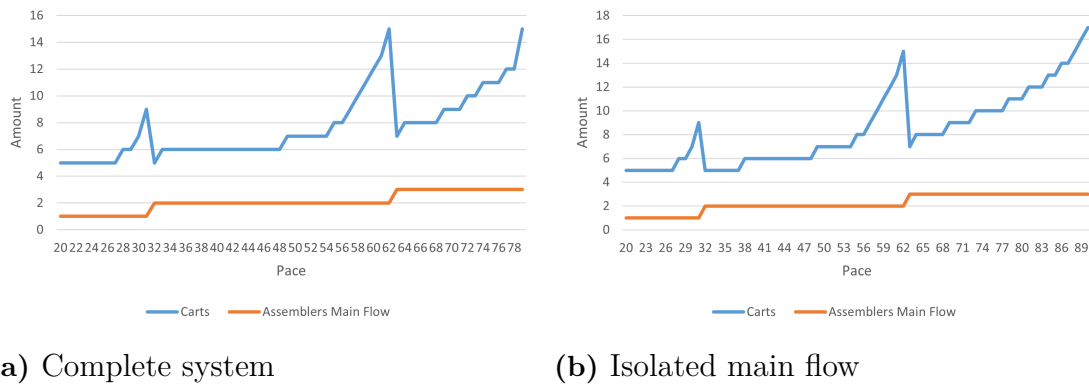 16
14
12
10
8
6
4
2
0
Amount
20 22 24 26 28 30 32 34 36 38 40 42 44 46 48 50 52 54 56 58 60 62 64 66 68 70 72 74 76 78
Pace
Carts Assemblers Main Flow
18
16
14
12
10
8
6
4
2
0
Amount
20 23 26 29 32 35 38 41 44 47 50 53 56 59 62 65 68 71 74 77 80 83 86 89
Pace
Carts Assemblers Main Flow
a) Complete system
(b) Isolated main flow